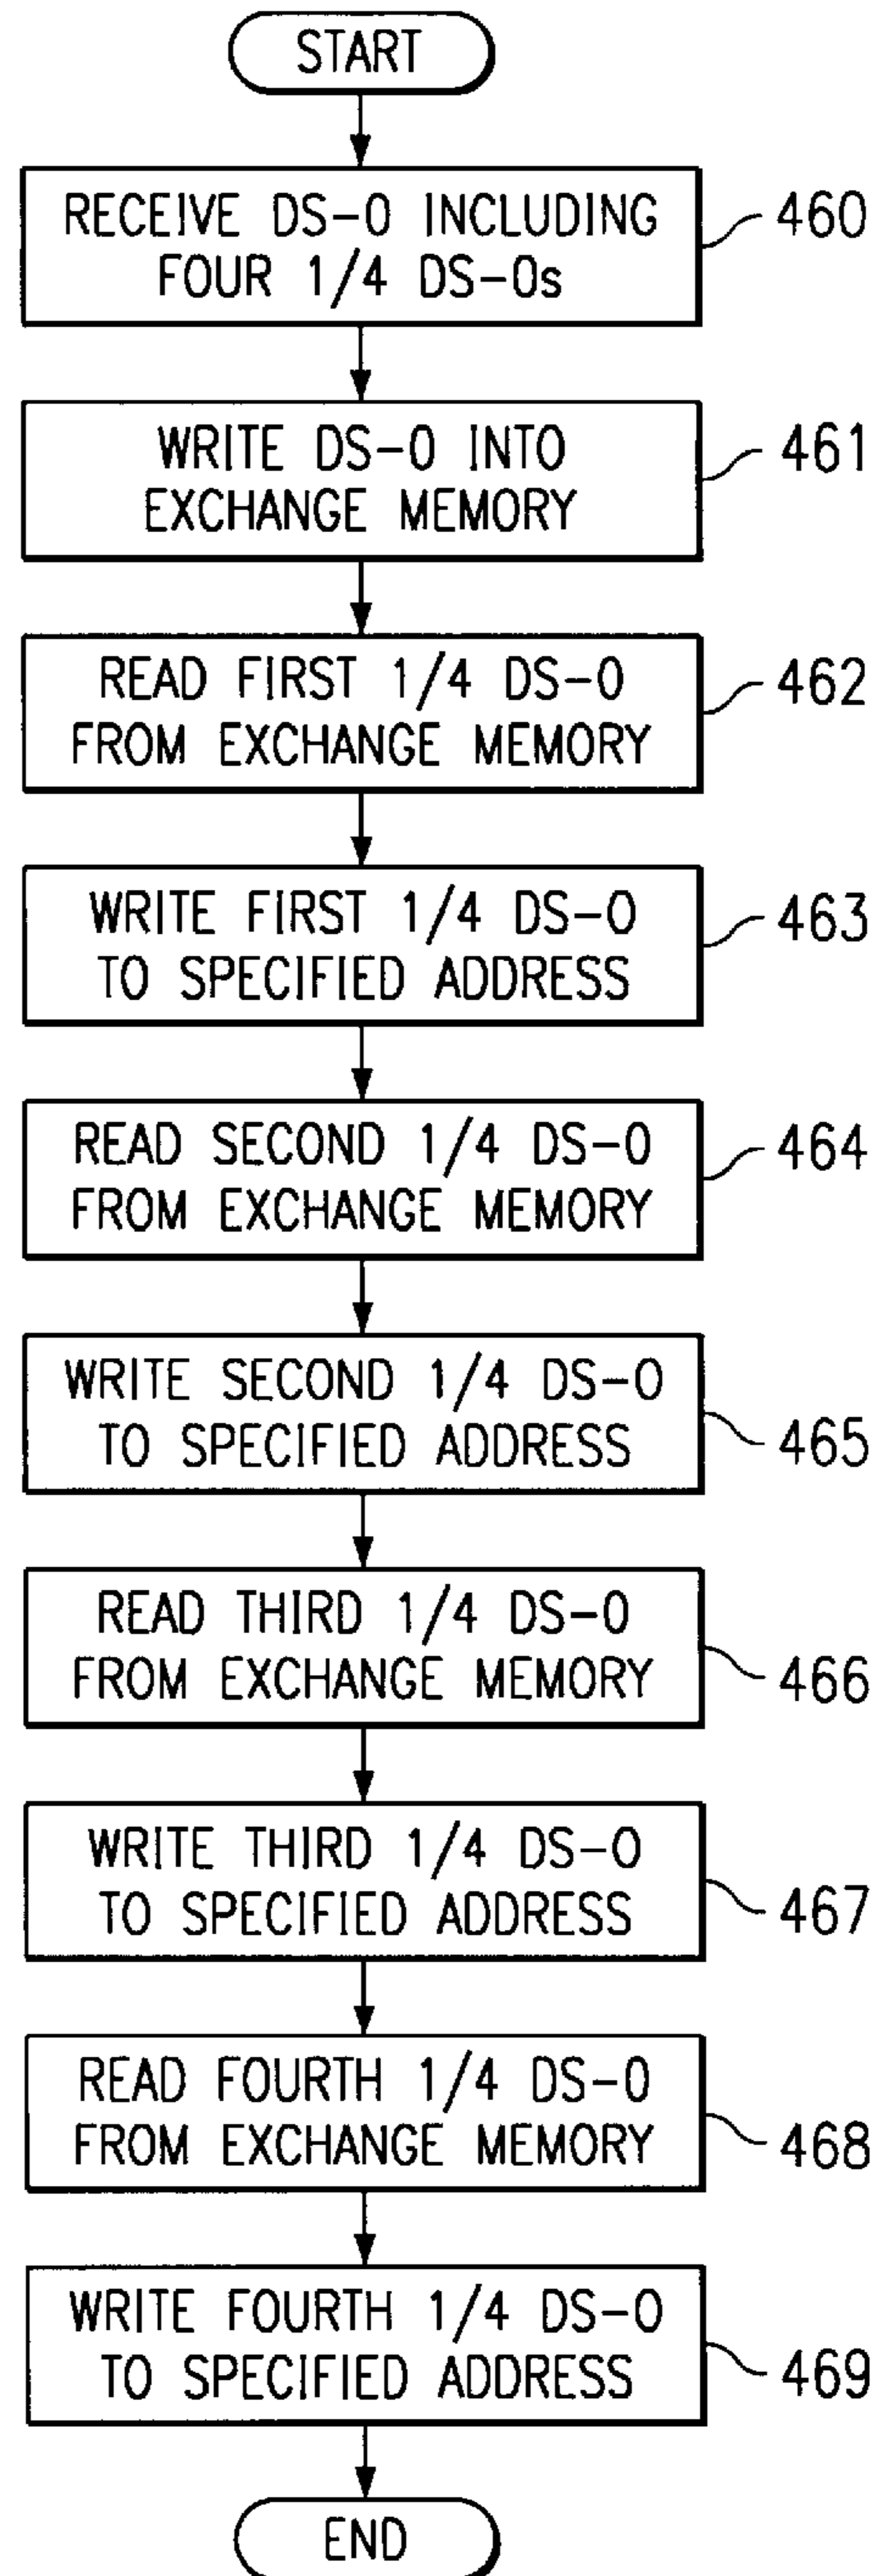 START
RECEIVE DS-0 INCLUDING
FOUR 1/4 DS-0s
460
WRITE DS-0 INTO
EXCHANGE MEMORY
461
READ FIRST 1/4 DS-0
FROM EXCHANGE MEMORY
462
WRITE FIRST 1/4 DS-0
TO SPECIFIED ADDRESS
463
READ SECOND 1/4 DS-0
FROM EXCHANGE MEMORY
464
WRITE SECOND 1/4 DS-0
TO SPECIFIED ADDRESS
465
READ THIRD 1/4 DS-0
FROM EXCHANGE MEMORY
466
WRITE THIRD 1/4 DS-0
TO SPECIFIED ADDRESS
467
READ FOURTH 1/4 DS-0
FROM EXCHANGE MEMORY
468
WRITE FOURTH 1/4 DS-0
TO SPECIFIED ADDRESS
469
END